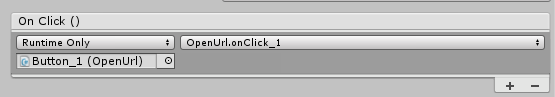 On Click ()
Runtime Only
OpenUrl.onClick_1
Button_1 (OpenUrl)